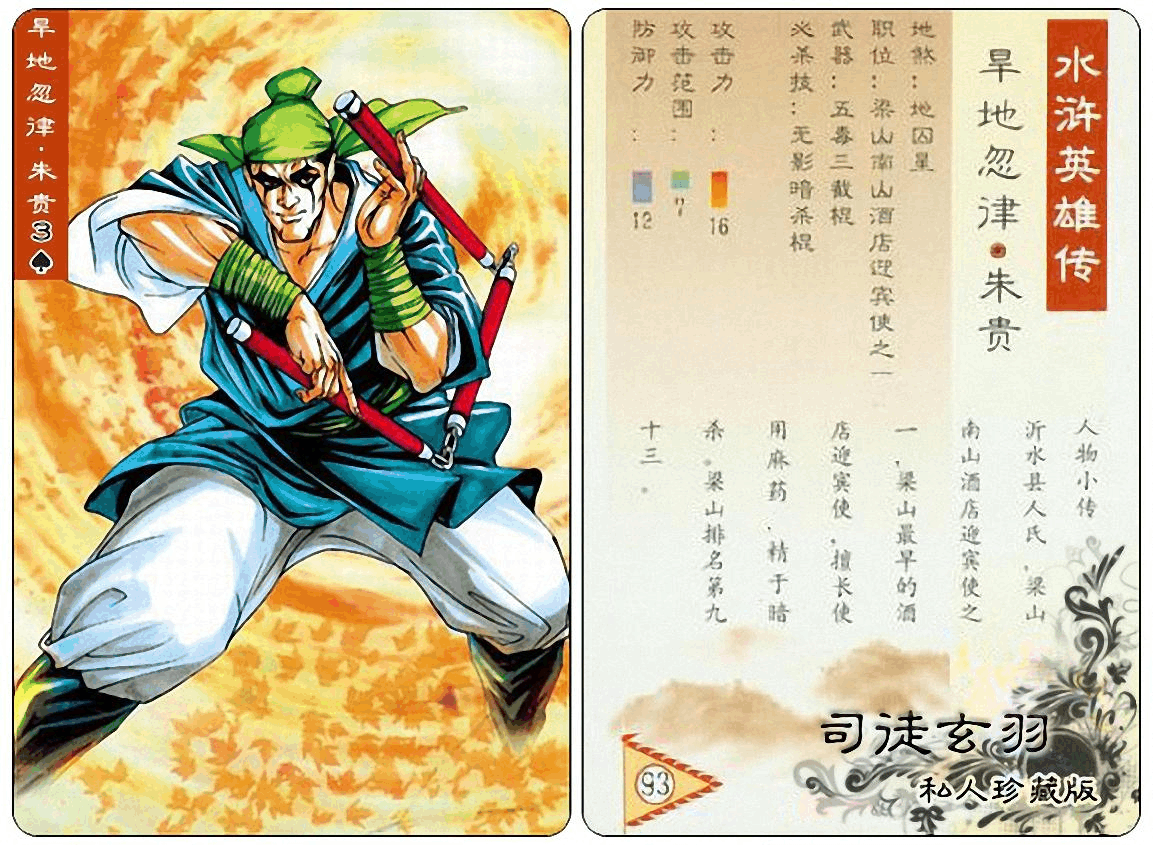 旱地忽律·朱贵
3♠
水浒英雄传
旱地忽律·朱贵
地煞：地囚星
职位：梁山南山酒店迎宾使之一
武器：五毒三截棍
必杀技：无影暗杀棍
攻击力：16
攻击范围：7
防御力：12
人物小传
沂水县人氏，梁山
南山酒店迎宾使之
一，梁山最早的酒
店迎宾使，擅长使
用麻药、精于暗
杀。梁山排名第九
十三。
93
司徒玄羽
私人珍藏版